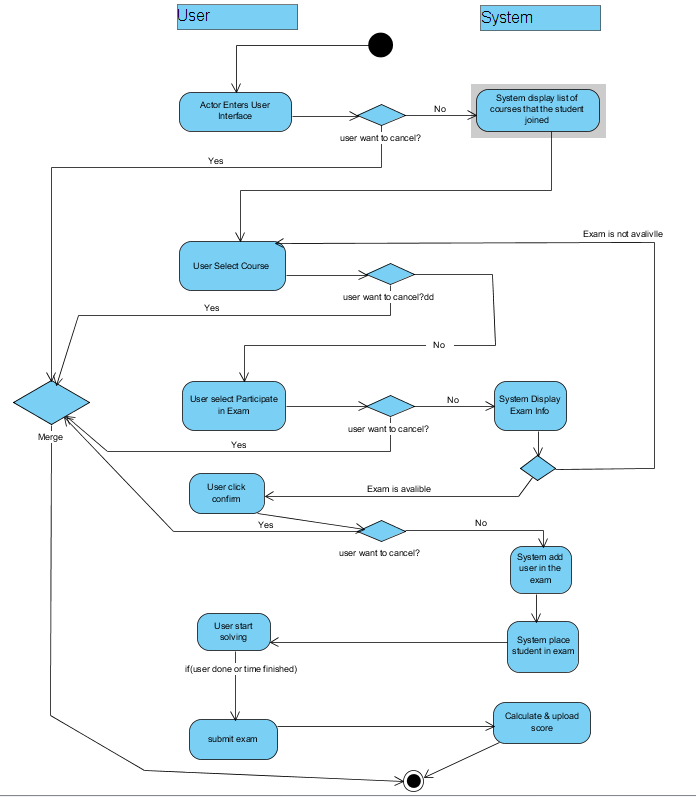 User
System
Actor Enters User
Interface
No
System display list of
courses that the student
joined
user want to cancel?
Yes
Exam is not avalivlle
User Select Course
user want to cancel?dd
Yes
No
User select Participate
in Exam
No
System Display
Exam Info
user want to cancel?
Merge
Yes
User click
confirm
Exam is avalible
Yes
No
user want to cancel?
System add
user in the
exam
User start
solving
System place
student in exam
if(user done or time finished)
Calculate & upload
score
submit exam